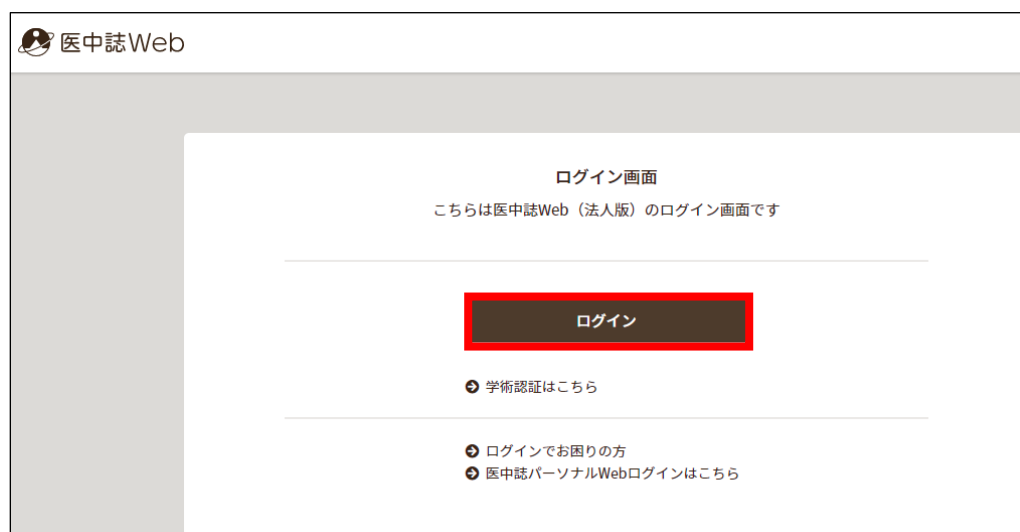 医中誌Web
ログイン画面
こちらは医中誌Web（法人版）のログイン画面です
ログイン
学術認証はこちら
ログインでお困りの方
医中誌パーソナルWebログインはこちら